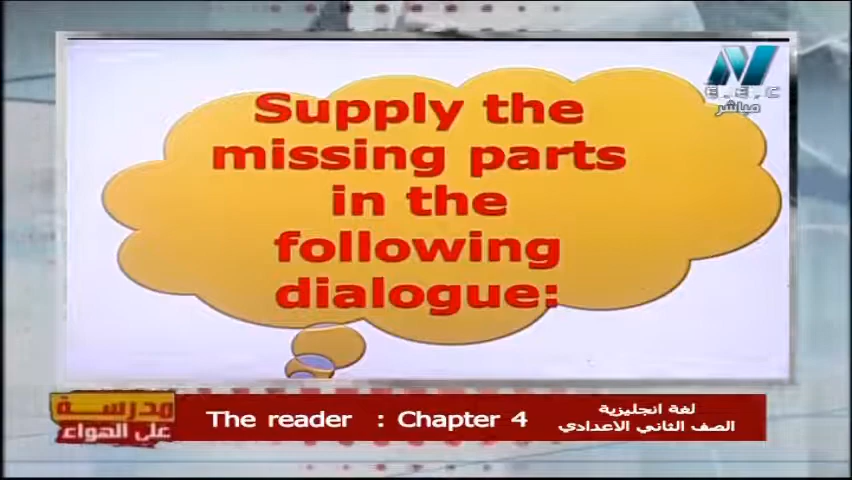 Supply the
missing parts
in the
following
dialogue:
E.E.C
مباشر
مدرسة
على الهواء
The reader : Chapter 4
لغة انجليزية
الصف الثاني الاعدادي